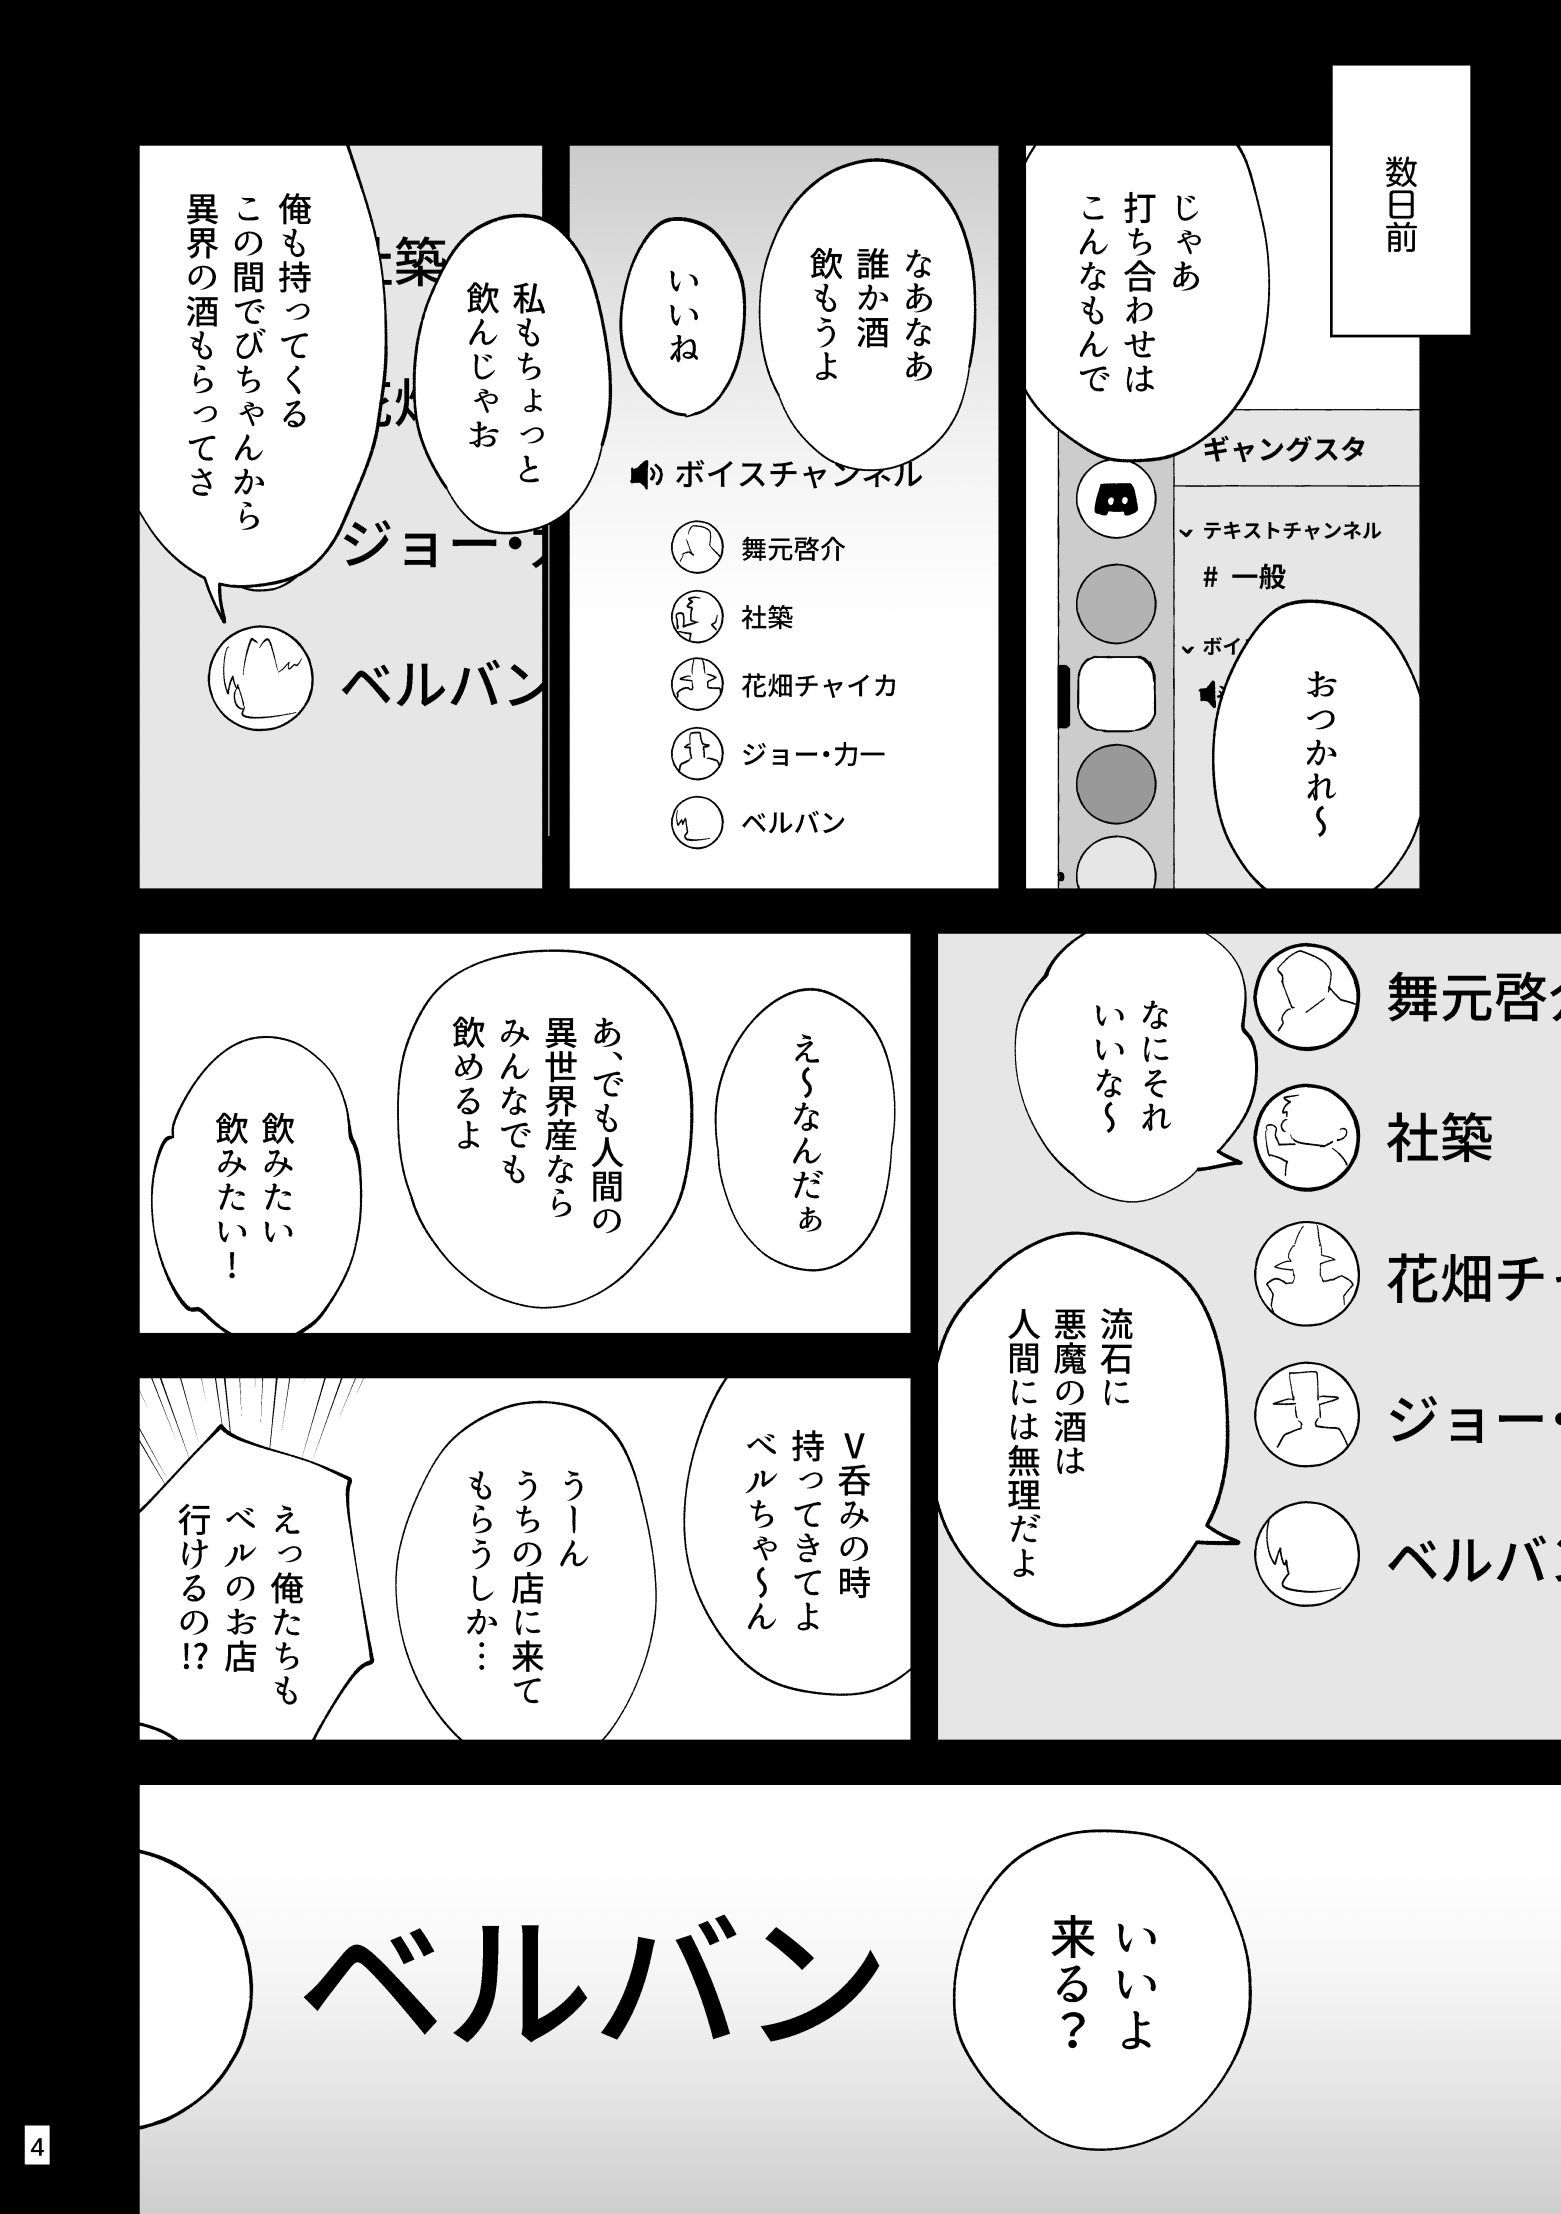 数日前
じゃあ
打ち合わせは
こんなもんで
ギャングスタ
テキストチャンネル
# 一般
ボイ
おつかれ〜
なあなあ
誰か酒
飲もうよ
いいね
ボイスチャンネル
舞元啓介
社築
花畑チャイカ
ジョー・力一
ベルバン
私もちょっと
飲んじゃお
俺も持ってくる
この間でびちゃんから
異界の酒もらってさ
社築
花畑
ジョー・力
ベルバン
舞元啓介
社築
花畑チャ
ジョー・
ベルバン
なにそれ
いいな〜
流石に
悪魔の酒は
人間には無理だよ
え〜なんだぁ
あ、でも人間の
異世界産なら
みんなでも
飲めるよ
飲みたい
飲みたい!
V呑みの時
持ってきてよ
ベルちゃ〜ん
うーん
うちの店に来て
もらうしか…
えっ俺たちも
ベルのお店
行けるの!?
いいよ
来る?
ベルバン
4